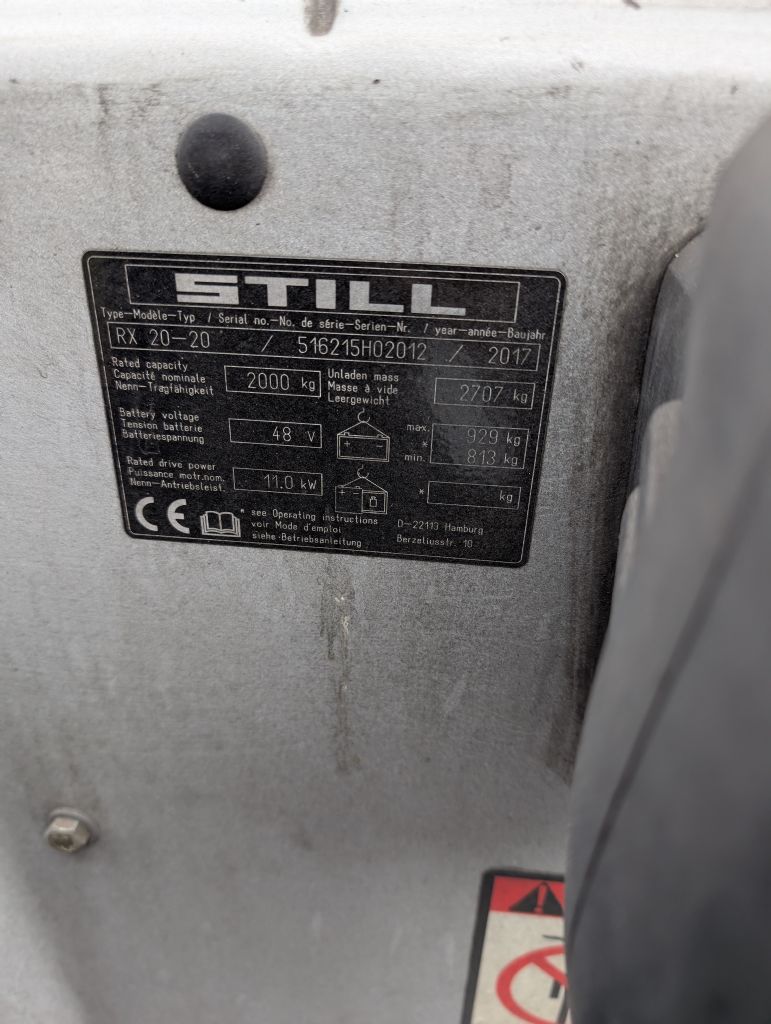 STILL
Type-Modèle-Typ / Serial no.-No. de série-Serien-Nr. / year-année-Baujahr
RX 20-20 / 516215H02012 / 2017
Rated capacity
Capacité nominale
Nenn-Tragfähigkeit
2000 kg
Unladen mass
Masse à vide
Leergewicht
2707 kg
Battery voltage
Tension batterie
Batteriespannung
48 V
+ -
max. 929 kg
*
min. 813 kg
Rated drive power
Puissance motr.nom.
Nenn-Antriebsleist.
11.0 kW
+ -
* kg
CE
* see Operating instructions
voir Mode d'emploi
siehe Betriebsanleitung
D-22113 Hamburg
Berzeliusstr. 10